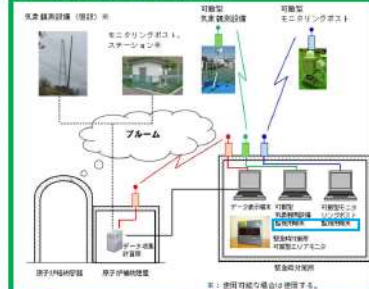 気象観測設備（恒設）※
モニタリングポスト、
ステーション※
可搬型
気象観測設備
可搬型
モニタリングポスト
プルーム
データ表示端末
可搬型
気象観測設備
監視用端末
可搬型モニタ
リングポスト
監視用端末
データ収集
計算機
緊急時対策所
可搬型エリアモニタ
原子炉格納容器
原子炉補助建屋
緊急時対策所
※：使用可能な場合は使用する。